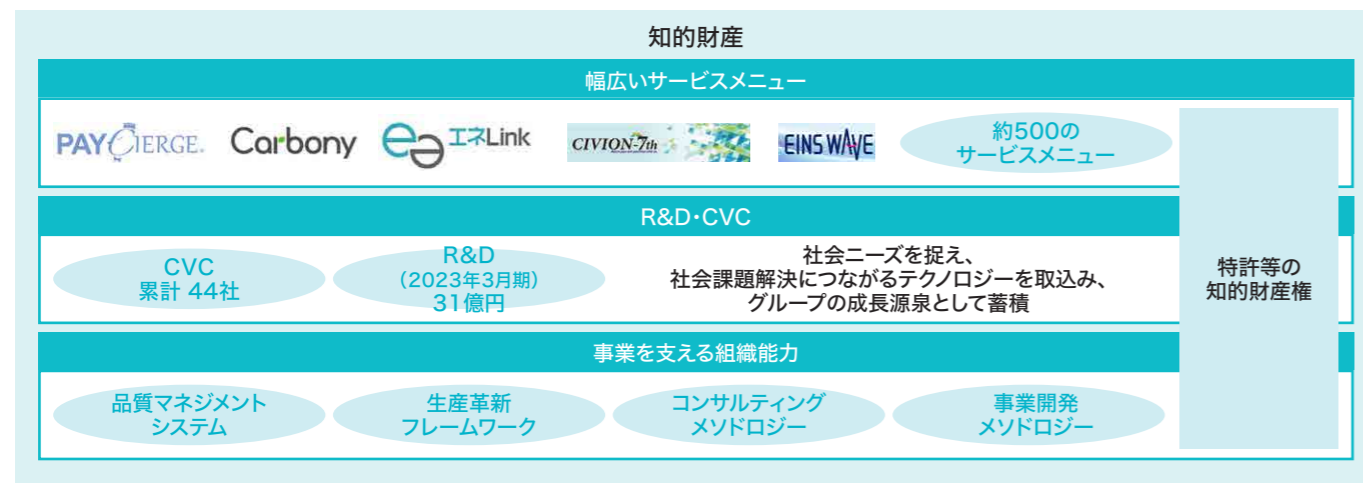 知的財産
幅広いサービスメニュー
PAYCIERGE.
Carbony
エネLink
CIVION-7th
EINS WAVE
約500の
サービスメニュー
R&D・CVC
CVC
累計 44社
R&D
（2023年3月期）
31億円
社会ニーズを捉え、
社会課題解決につながるテクノロジーを取込み、
グループの成長源泉として蓄積
特許等の
知的財産権
事業を支える組織能力
品質マネジメント
システム
生産革新
フレームワーク
コンサルティング
メソドロジー
事業開発
メソドロジー